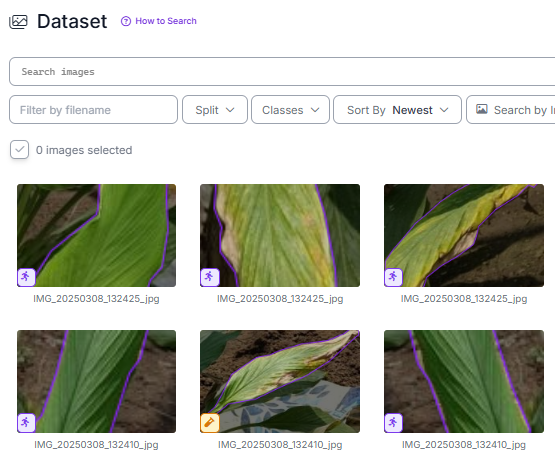 Dataset How to Search
Search images
Filter by filename Split Classes Sort By Newest Search by I
0 images selected
IMG_20250308_132425_jpg IMG_20250308_132425_jpg IMG_20250308_132425_jpg
IMG_20250308_132410_jpg IMG_20250308_132410_jpg IMG_20250308_132410_jpg